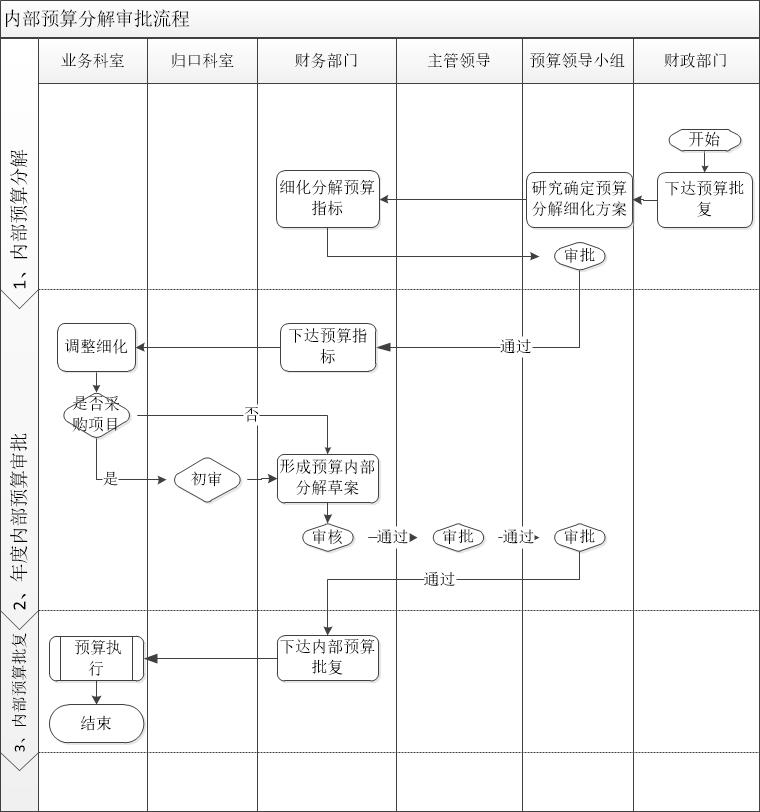 内部预算分解审批流程
业务科室
归口科室
财务部门
主管领导
预算领导小组
财政部门
1、内部预算分解
开始
细化分解预算
指标
研究确定预算
分解细化方案
下达预算批
复
审批
2、年度内部预算审批
调整细化
下达预算指
标
通过
是否采
购项目
否
是
初审
形成预算内部
分解草案
审核
通过
审批
通过
审批
通过
3、内部预算批复
预算执
行
下达内部预算
批复
结束